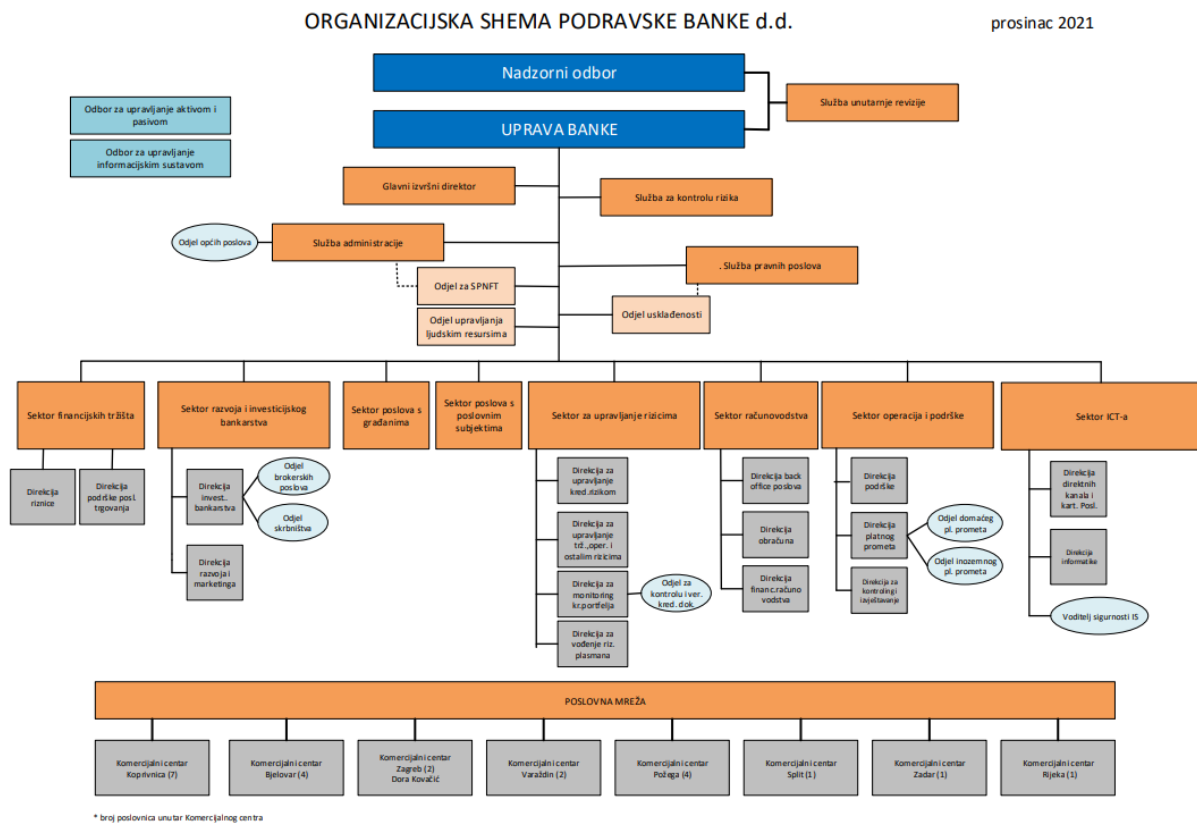 ORGANIZACIJSKA SHEMA PODRAVSKE BANKE d.d.
prosinac 2021
Nadzorni odbor
Služba unutarnje revizije
Odbor za upravljanje aktivom i
pasivom
UPRAVA BANKE
Odbor za upravljanje
informacijskim sustavom
Glavni izvršni direktor
Služba za kontrolu rizika
Odjel općih poslova
Služba administracije
. Služba pravnih poslova
Odjel za SPNFT
Odjel usklađenosti
Odjel upravljanja
ljudskim resursima
Sektor financijskih tržišta
Sektor razvoja i investicijskog
bankarstva
Sektor poslova s
građanima
Sektor poslova s
poslovnim
subjektima
Sektor za upravljanje rizicima
Sektor računovodstva
Sektor operacija i podrške
Sektor ICT-a
Direkcija
riznice
Direkcija
podrške posl.
trgovanja
Direkcija
invest..
bankarstva
Odjel
brokerskih
poslova
Odjel
skrbništva
Direkcija
razvoja i
marketinga
Direkcija za
upravljanje
kred.rizikom
Direkcija za
upravljanje
trž.,oper. i
ostalim rizicima
Direkcija za
monitoring
kr.portfelja
Odjel za
kontrolu i ver.
kred. dok.
Direkcija za
vođenje riz.
plasmana
Direkcija back
office poslova
Direkcija
obračuna
Direkcija
financ.računo
vodstva
Direkcija
podrške
Direkcija
platnog
prometa
Odjel domaćeg
pl. prometa
Odjel inozemnog
pl. prometa
Direkcija za
kontroling i
izvještavanje
Direkcija
direktnih
kanala i
kart. Posl.
Direkcija
informatike
Voditelj sigurnosti IS
POSLOVNA MREŽA
Komercijalni centar
Koprivnica (7)
Komercijalni centar
Bjelovar (4)
Komercijalni centar
Zagreb (2)
Dora Kovačić
Komercijalni centar
Varaždin (2)
Komercijalni centar
Požega (4)
Komercijalni centar
Split (1)
Komercijalni centar
Zadar (1)
Komercijalni centar
Rijeka (1)
* broj poslovnica unutar Komercijalnog centra